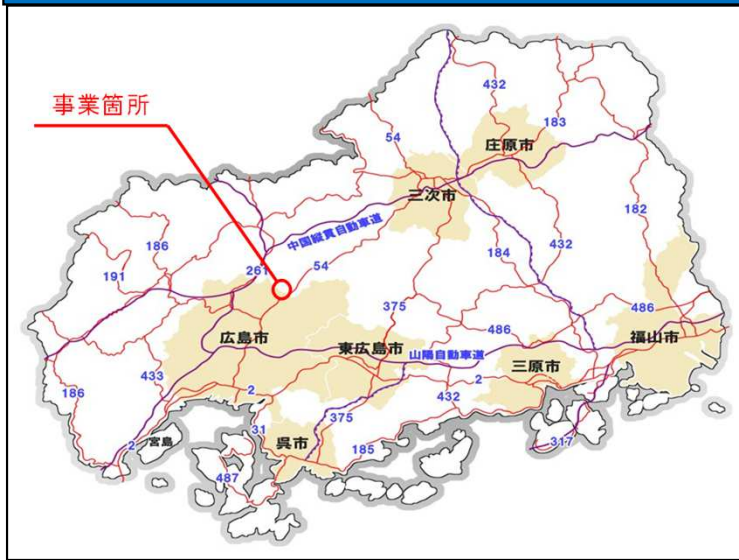 事業箇所
432
54
183
庄原市
三次市
182
中国縦貫自動車道
186
191
261
54
184
432
375
486
486
広島市
東広島市
山陽自動車道
福山市
三原市
186
433
2
2
432
31
375
呉市
185
宮島
2
487
317